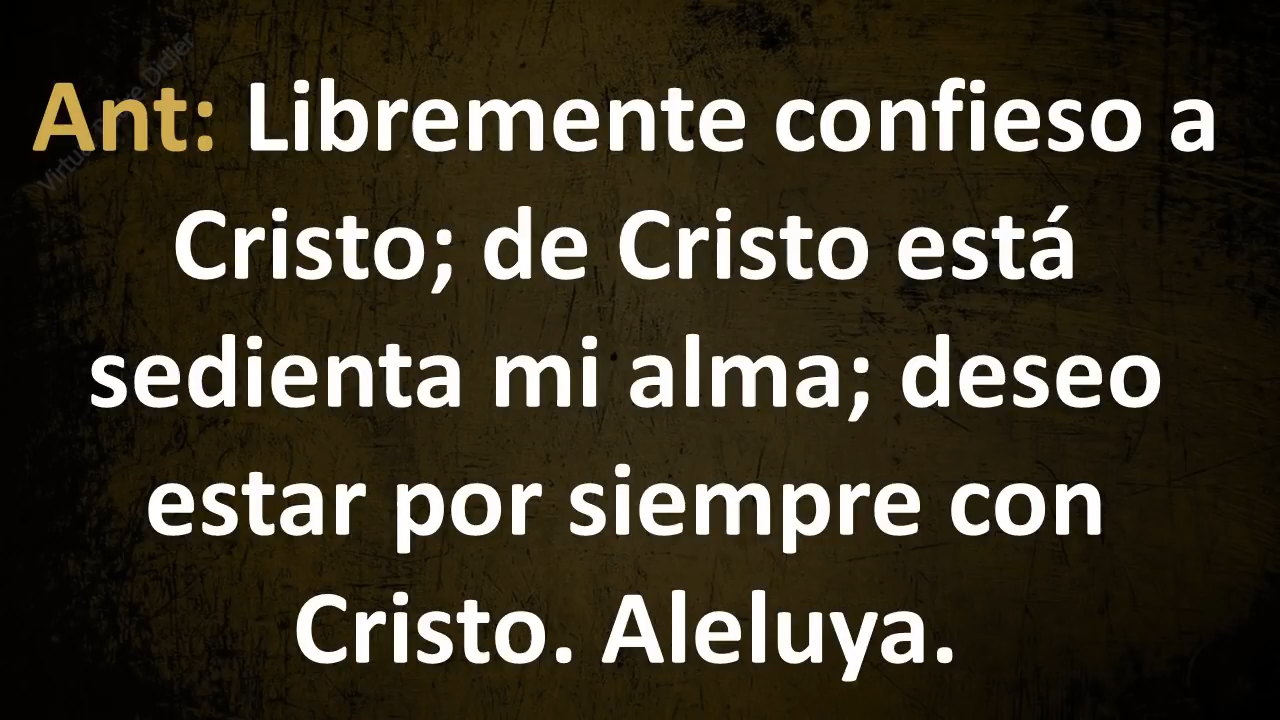 Ant: Libremente confieso a
Cristo; de Cristo está
sedienta mi alma; deseo
estar por siempre con
Cristo. Aleluya.